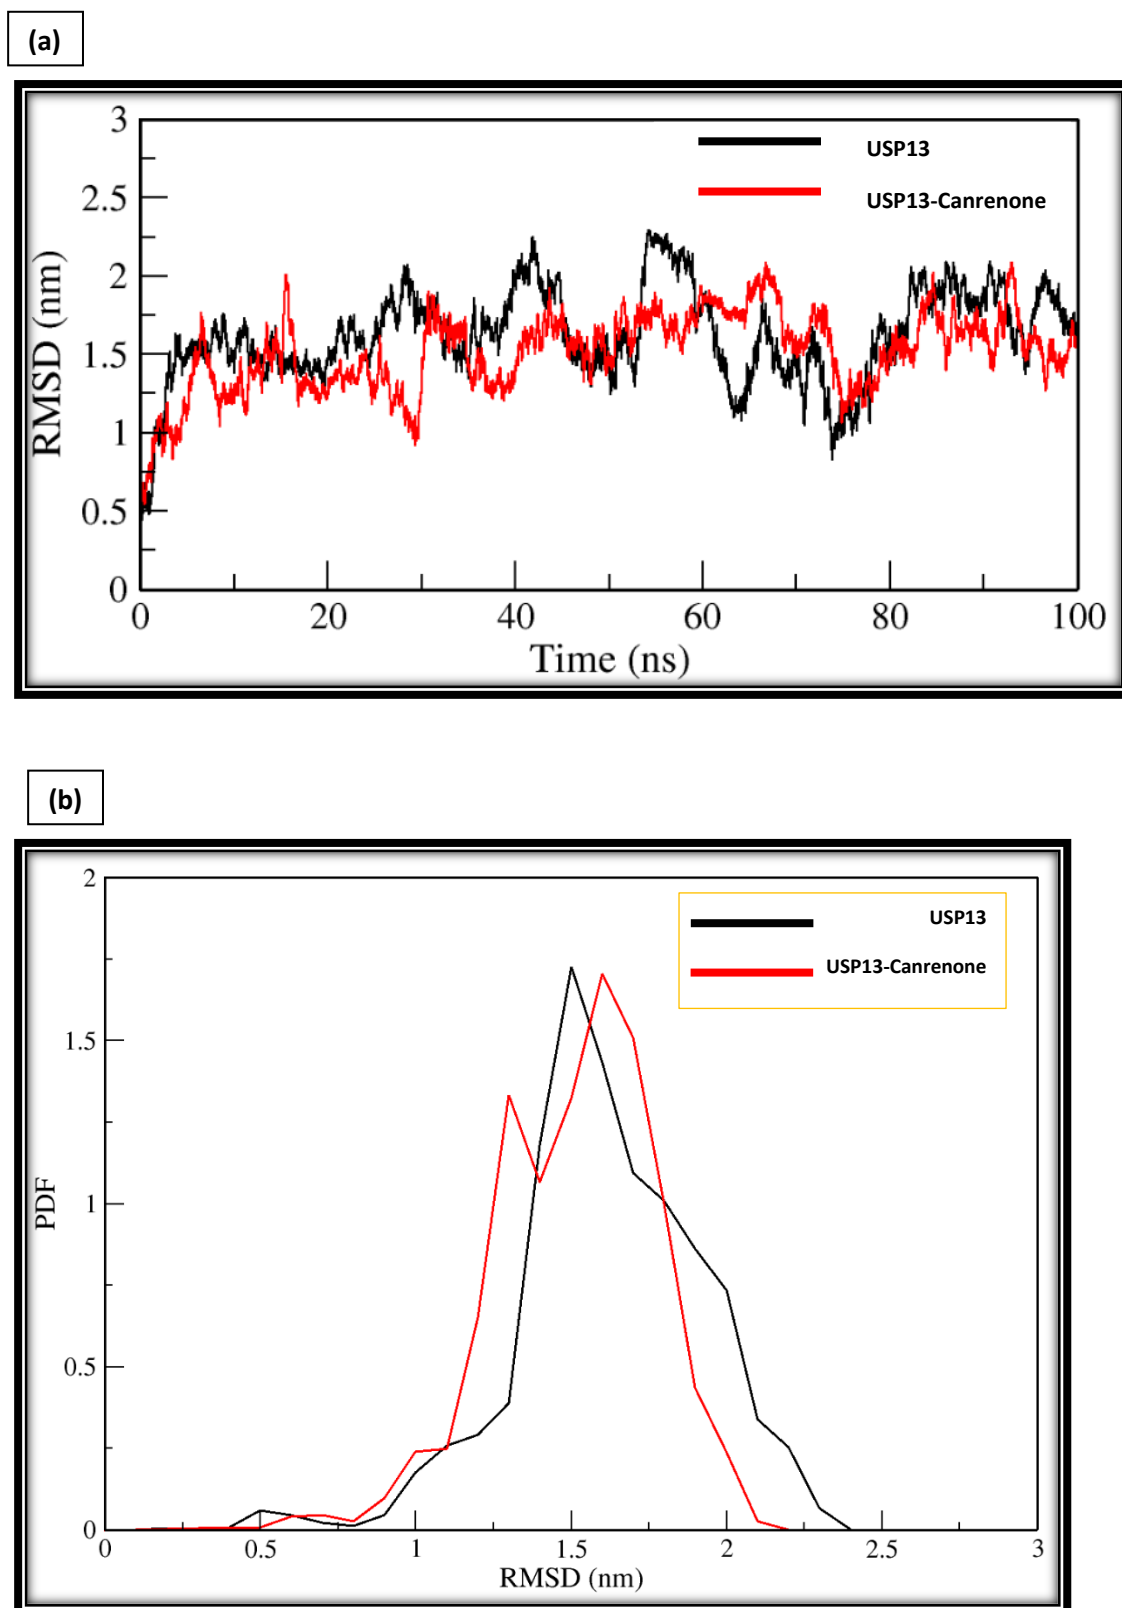 (a)
3
2.5
2
1.5
1
0.5
0
RMSD (nm)
USP13
USP13-Canrenone
0 20 40 60 80 100
Time (ns)
(b)
2
1.5
1
0.5
0
PDF
USP13
USP13-Canrenone
0 0.5 1 1.5 2 2.5 3
RMSD (nm)